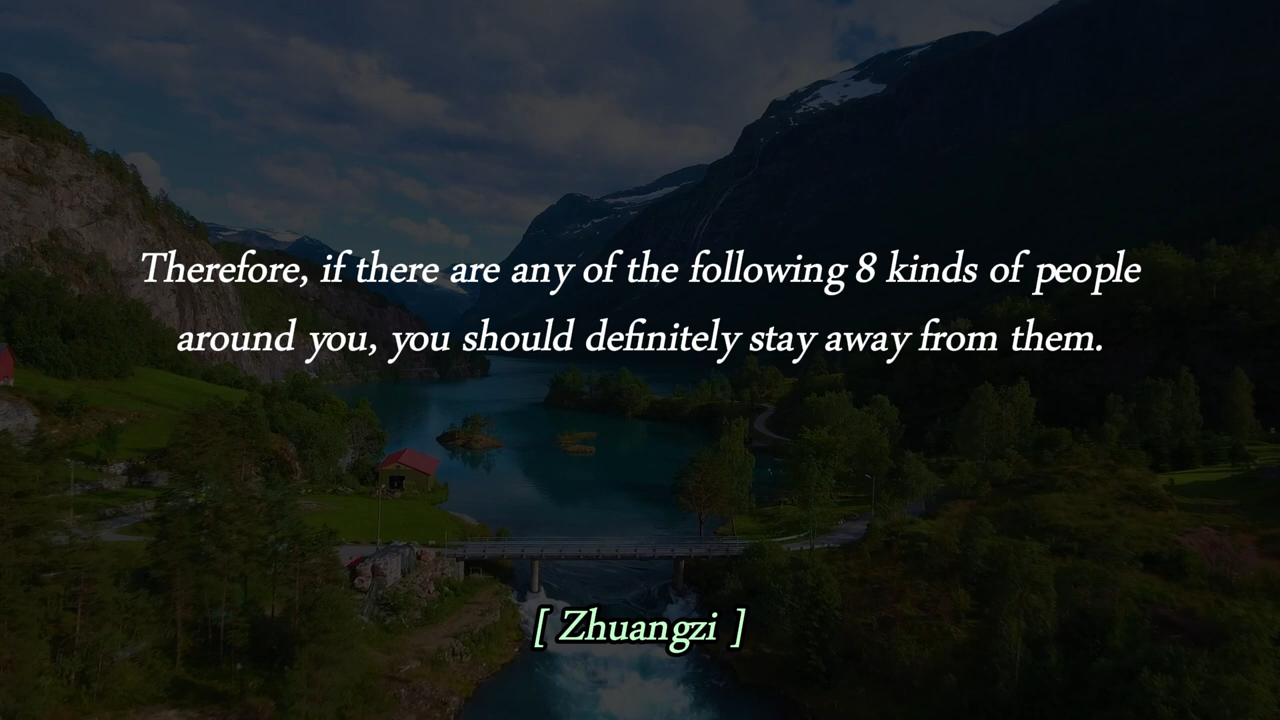 Therefore, if there are any of the following 8 kinds of people
around you, you should definitely stay away from them.
[ Zhuangzi ]